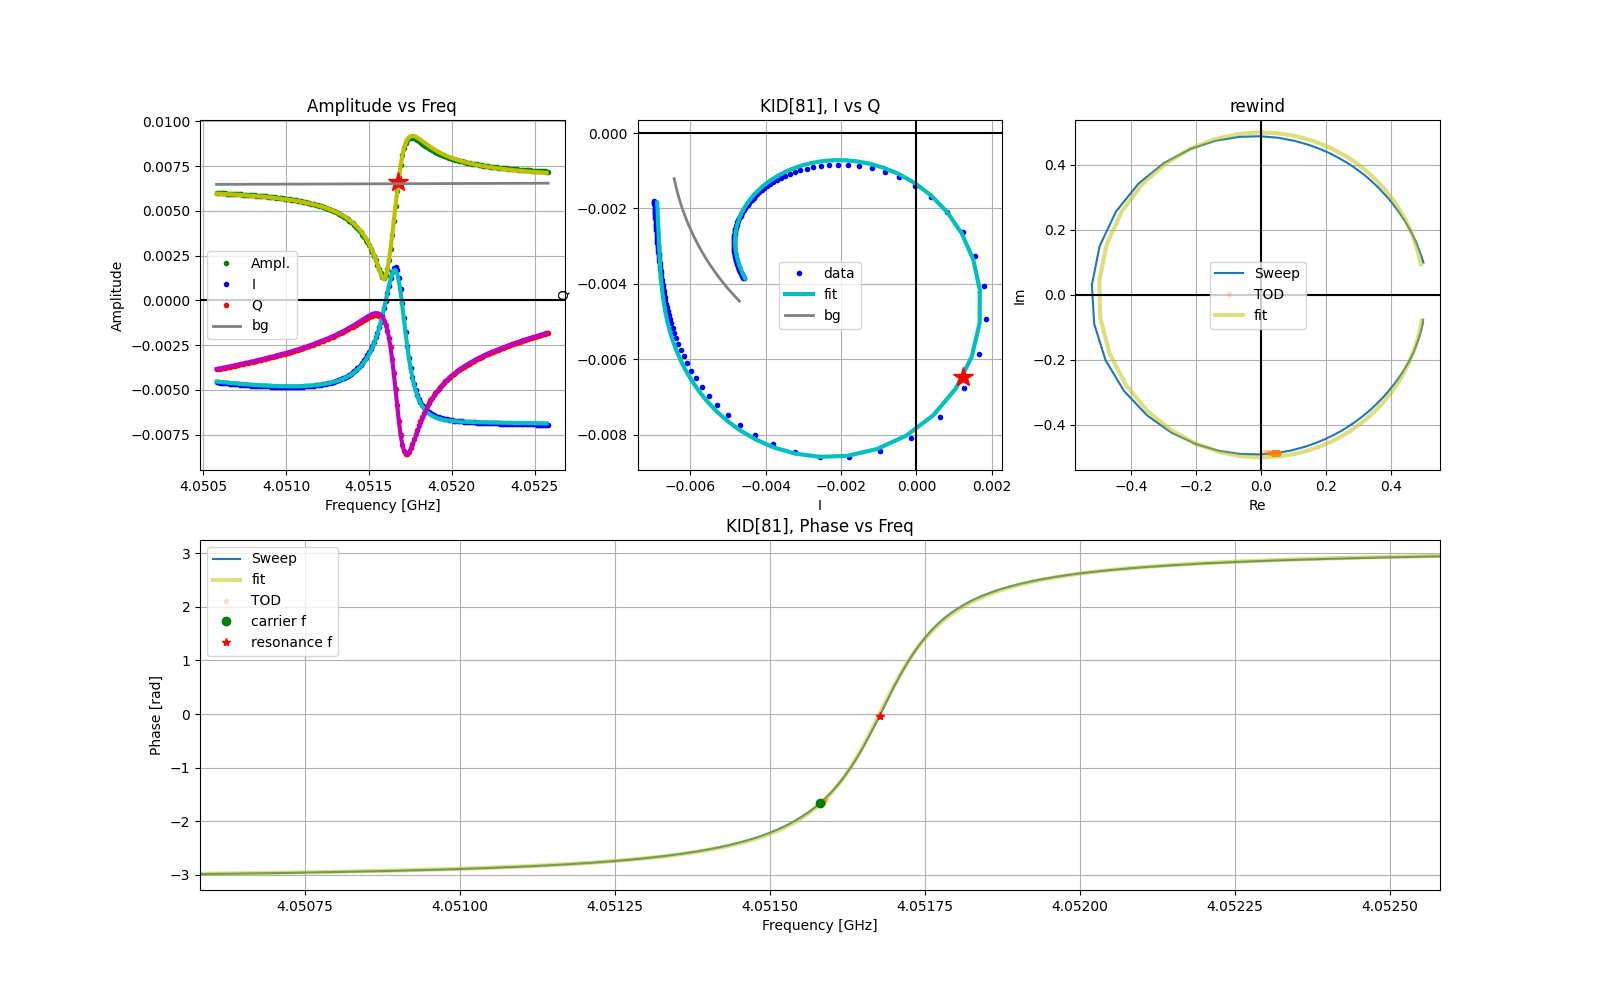 Amplitude vs Freq
0.0100
0.0075
0.0050
0.0025
0.0000
−0.0025
−0.0050
−0.0075
Amplitude
Ampl.
I
Q
bg
4.0505 4.0510 4.0515 4.0520 4.0525
Frequency [GHz]
KID[81], I vs Q
0.000
−0.002
−0.004
−0.006
−0.008
Q
data
fit
bg
−0.006 −0.004 −0.002 0.000 0.002
I
rewind
0.4
0.2
0.0
−0.2
−0.4
Im
Sweep
TOD
fit
−0.4 −0.2 0.0 0.2 0.4
Re
KID[81], Phase vs Freq
3
2
1
0
−1
−2
−3
Phase [rad]
Sweep
fit
TOD
carrier f
resonance f
4.05075 4.05100 4.05125 4.05150 4.05175 4.05200 4.05225 4.05250
Frequency [GHz]